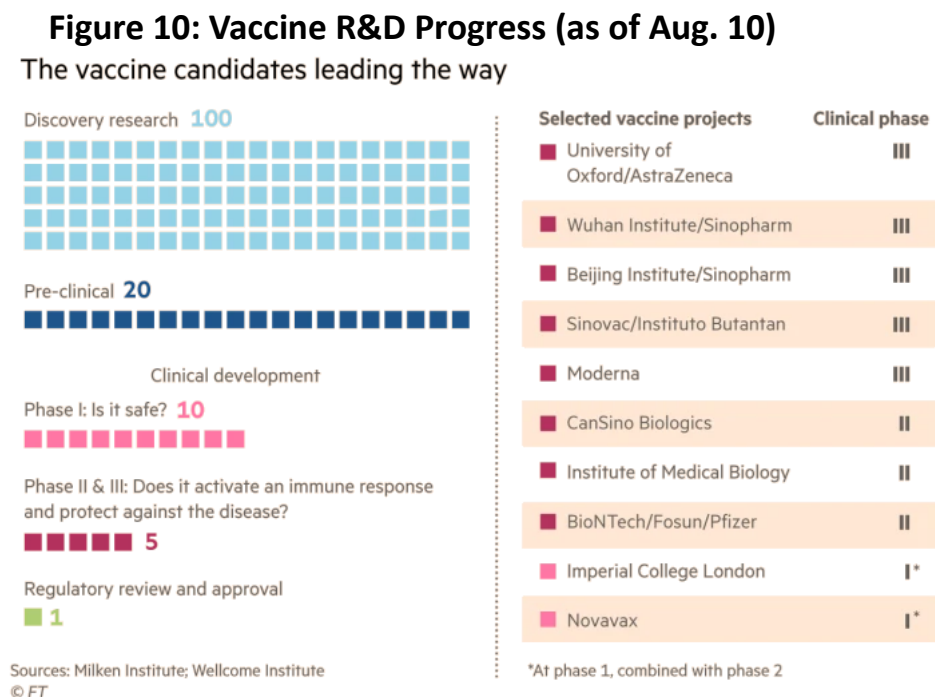 Figure 10: Vaccine R&D Progress (as of Aug. 10)
The vaccine candidates leading the way
Discovery research 100
Pre-clinical 20
Clinical development
Phase I: Is it safe? 10
Phase II & III: Does it activate an immune response
and protect against the disease?
5
Regulatory review and approval
1
Sources: Milken Institute; Wellcome Institute
© FT
Selected vaccine projects Clinical phase
University of III
Oxford/AstraZeneca
Wuhan Institute/Sinopharm III
Beijing Institute/Sinopharm III
Sinovac/Instituto Butantan III
Moderna III
CanSino Biologics II
Institute of Medical Biology II
BioNTech/Fosun/Pfizer II
Imperial College London I*
Novavax I*
*At phase 1, combined with phase 2